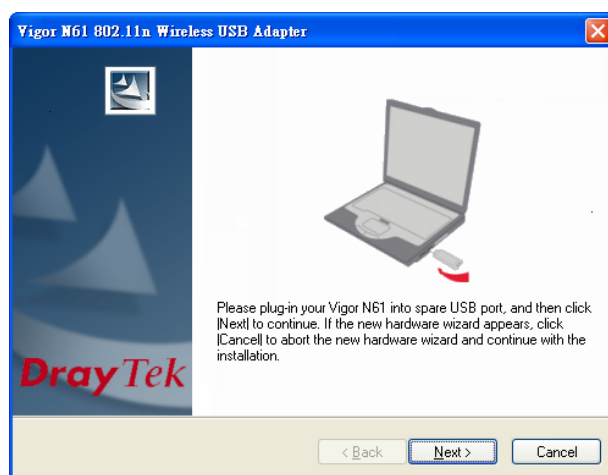 Vigor N61 802.11n Wireless USB Adapter
Please plug-in your Vigor N61 into spare USB port, and then click
|Next| to continue. If the new hardware wizard appears, click
|Cancel| to abort the new hardware wizard and continue with the
installation.
DrayTek
< Back
Next >
Cancel